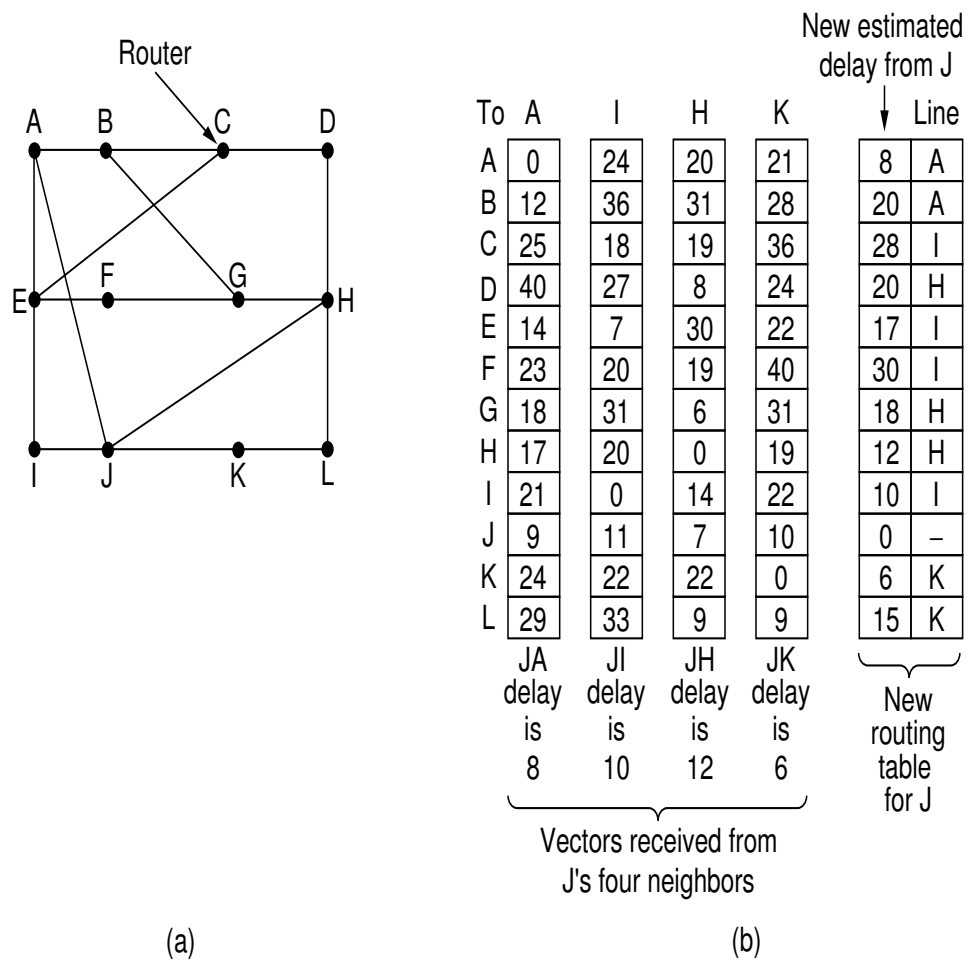 Router
A B C D
E F G H
I J K L
(a)
New estimated
delay from J
To A I H K Line
A 0 24 20 21 8 A
B 12 36 31 28 20 A
C 25 18 19 36 28 I
D 40 27 8 24 20 H
E 14 7 30 22 17 I
F 23 20 19 40 30 I
G 18 31 6 31 18 H
H 17 20 0 19 12 H
I 21 0 14 22 10 I
J 9 11 7 10 0 –
K 24 22 22 0 6 K
L 29 33 9 9 15 K
JA JI JH JK
delay delay delay delay
is is is is
8 10 12 6
Vectors received from
J's four neighbors
New
routing
table
for J
(b)